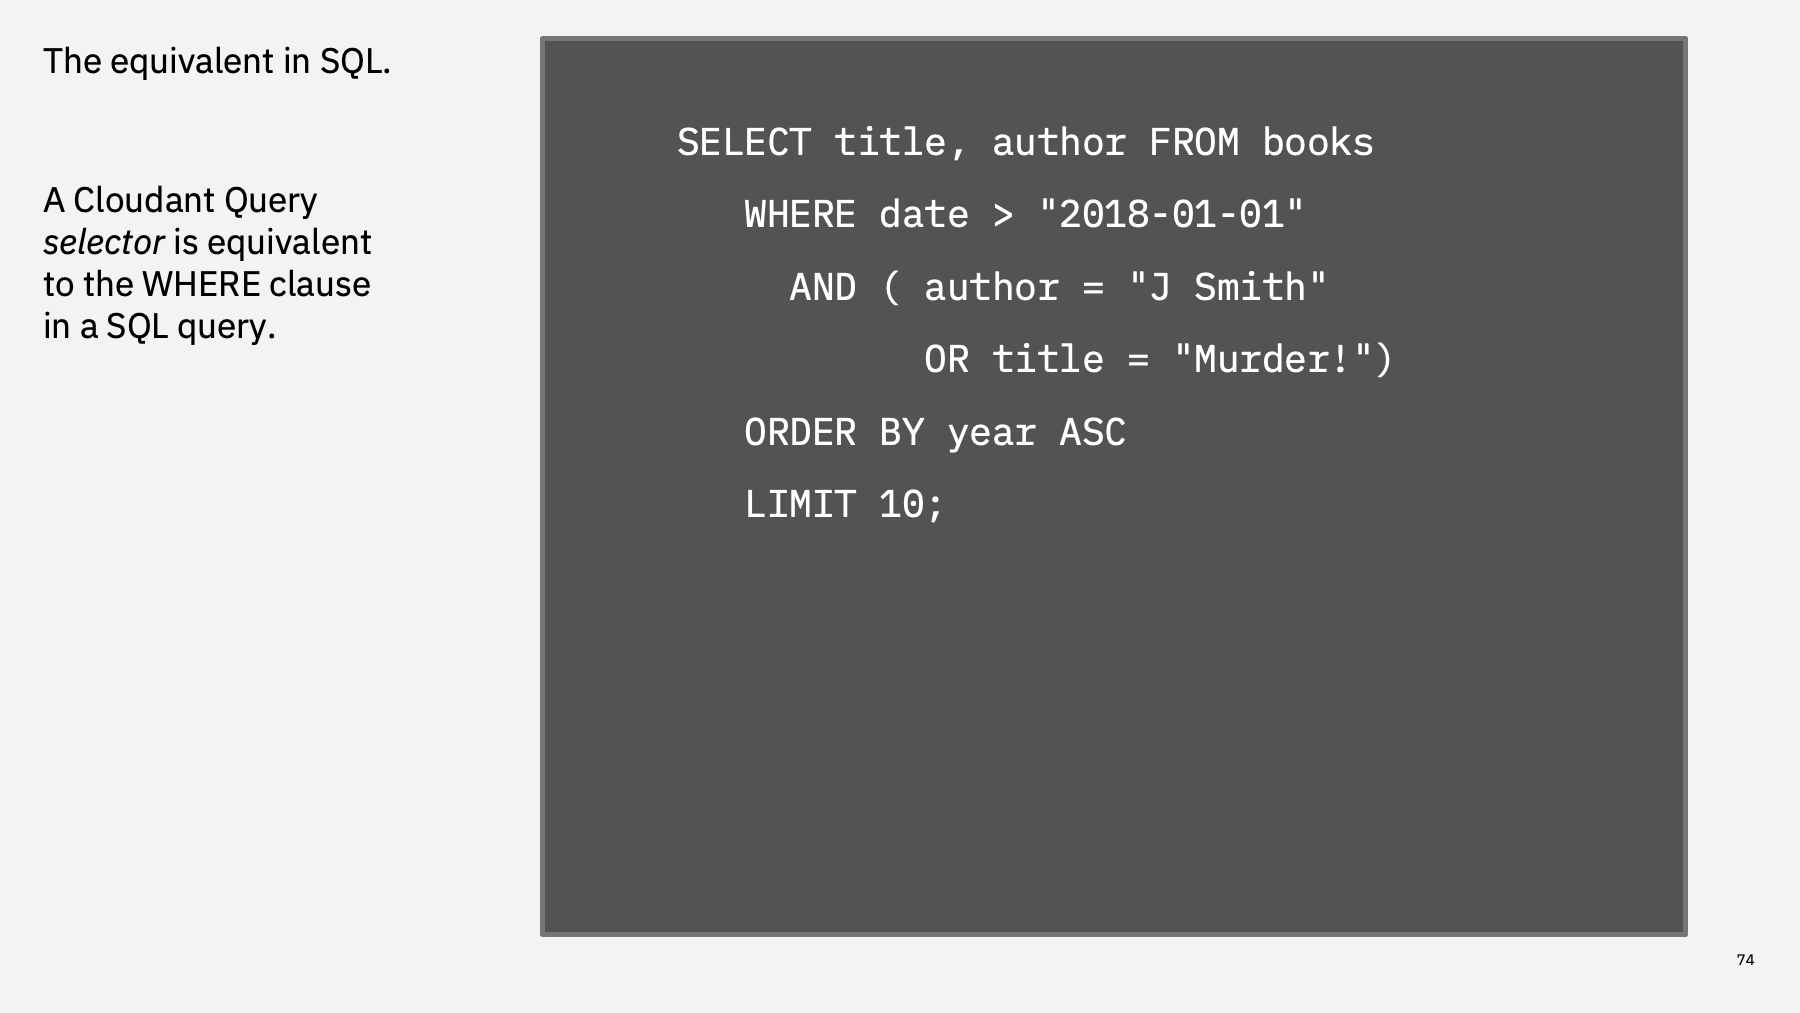 The equivalent in SQL.
A Cloudant Query
selector is equivalent
to the WHERE clause
in a SQL query.
SELECT title, author FROM books
WHERE date > "2018-01-01"
AND ( author = "J Smith"
OR title = "Murder!")
ORDER BY year ASC
LIMIT 10;
74